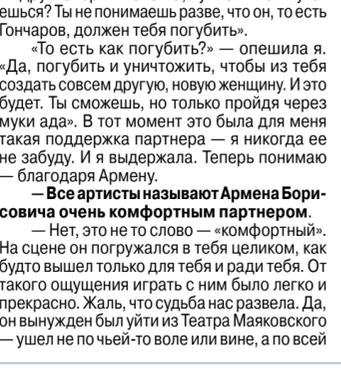 ешься? Ты не понимаешь разве, что он, то есть
Гончаров, должен тебя погубить».
«То есть как погубить?» — опешила я.
«Да, погубить и уничтожить, чтобы из тебя
создать совсем другую, новую женщину. И это
будет. Ты сможешь, но только пройдя через
муки ада». В тот момент это была для меня
такая поддержка партнера — я никогда ее
не забуду. И я выдержала. Теперь понимаю
— благодаря Армену.
— Все артисты называют Армена Бори-
совича очень комфортным партнером.
— Нет, это не то слово — «комфортный».
На сцене он погружался в тебя целиком, как
будто вышел только для тебя и ради тебя. От
такого ощущения играть с ним было легко и
прекрасно. Жаль, что судьба нас развела. Да,
он вынужден был уйти из Театра Маяковского
— ушел не по чьей-то воле или вине, а по всей